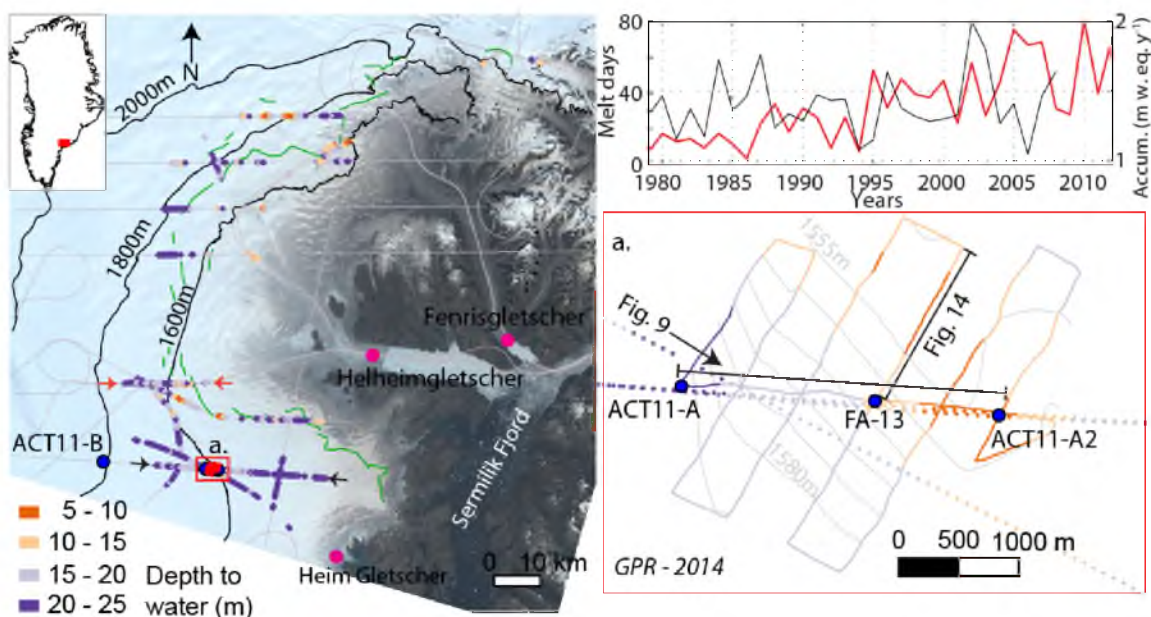 N
2000m
1800m
1600m
Fenrisgletscher
Helheimgletscher
ACT11-B
a.
Sermilik Fjord
Heim Gletscher
5 - 10
10 - 15
15 - 20
20 - 25
Depth to
water (m)
0 10 km
80
40
0
Melt days
2
1
Accum. (m w. eq. y⁻¹)
1980 1985 1990 1995 2000 2005 2010
Years
a.
1555m
Fig. 9
Fig. 14
ACT11-A
FA-13
ACT11-A2
1580m
0 500 1000 m
GPR - 2014